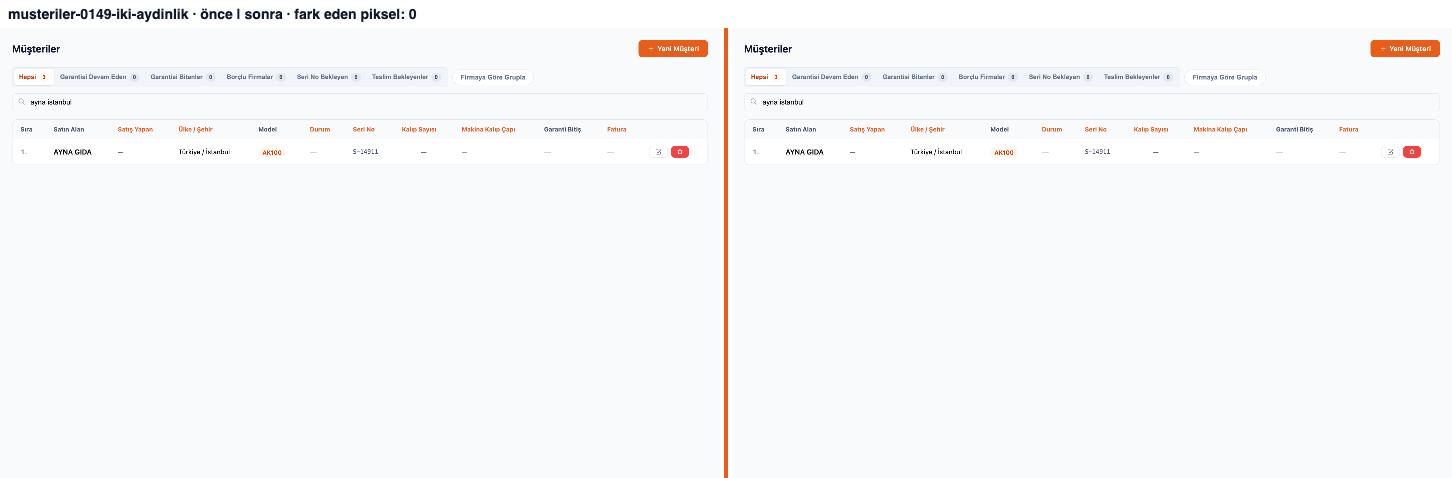 musteriler-0149-iki-aydinlik · önce | sonra · fark eden piksel: 0
Müşteriler
+ Yeni Müşteri
Hepsi 3 Garantisi Devam Eden 0 Garantisi Bitenler 0 Borçlu Firmalar 0 Seri No Bekleyen 0 Teslim Bekleyenler 0 Firmaya Göre Grupla
ayna istanbul
Sıra Satın Alan Satış Yapan Ülke / Şehir Model Durum Seri No Kalıp Sayısı Makina Kalıp Çapı Garanti Bitiş Fatura
1. AYNA GIDA — Türkiye / İstanbul AK100 — S-14911 — — — —
Müşteriler
+ Yeni Müşteri
Hepsi 3 Garantisi Devam Eden 0 Garantisi Bitenler 0 Borçlu Firmalar 0 Seri No Bekleyen 0 Teslim Bekleyenler 0 Firmaya Göre Grupla
ayna istanbul
Sıra Satın Alan Satış Yapan Ülke / Şehir Model Durum Seri No Kalıp Sayısı Makina Kalıp Çapı Garanti Bitiş Fatura
1. AYNA GIDA — Türkiye / İstanbul AK100 — S-14911 — — — —